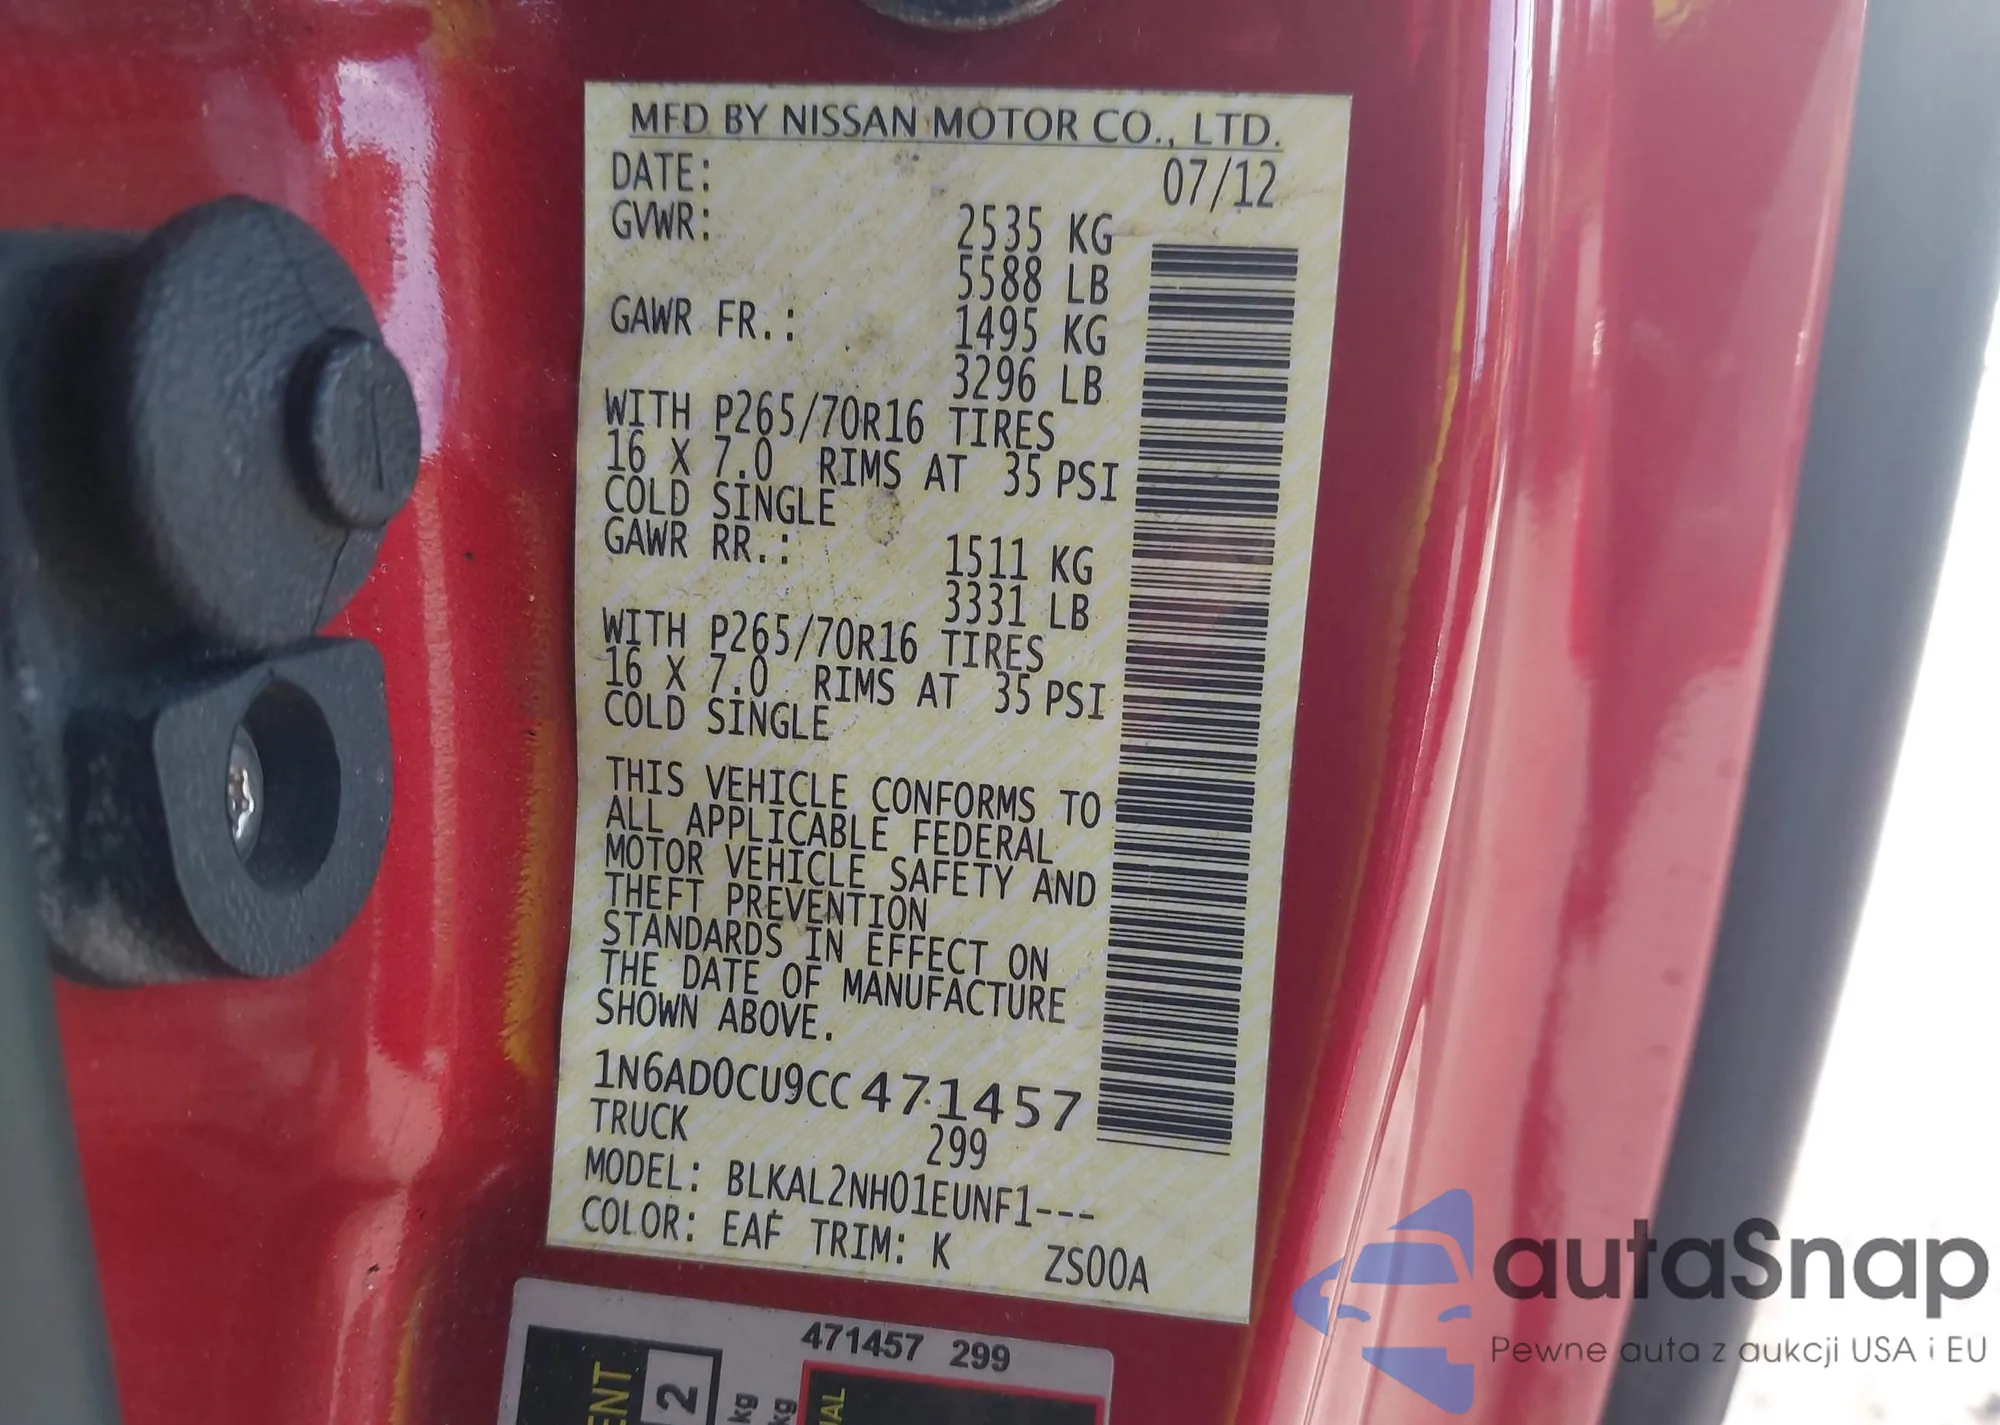 MFD BY NISSAN MOTOR CO., LTD.
DATE: 07/12
GVWR: 2535 KG
5588 LB
GAWR FR.: 1495 KG
3296 LB
WITH P265/70R16 TIRES
16 X 7.0 RIMS AT 35 PSI
COLD SINGLE
GAWR RR.: 1511 KG
3331 LB
WITH P265/70R16 TIRES
16 X 7.0 RIMS AT 35 PSI
COLD SINGLE
THIS VEHICLE CONFORMS TO
ALL APPLICABLE FEDERAL
MOTOR VEHICLE SAFETY AND
THEFT PREVENTION
STANDARDS IN EFFECT ON
THE DATE OF MANUFACTURE
SHOWN ABOVE.
1N6AD0CU9CC471457
TRUCK 299
MODEL: BLKAL2NH01EUNF1---
COLOR: EAF TRIM: K ZS00A
471457 299
2
kg
kg
autaSnap
Pewne auta z aukcji USA i EU